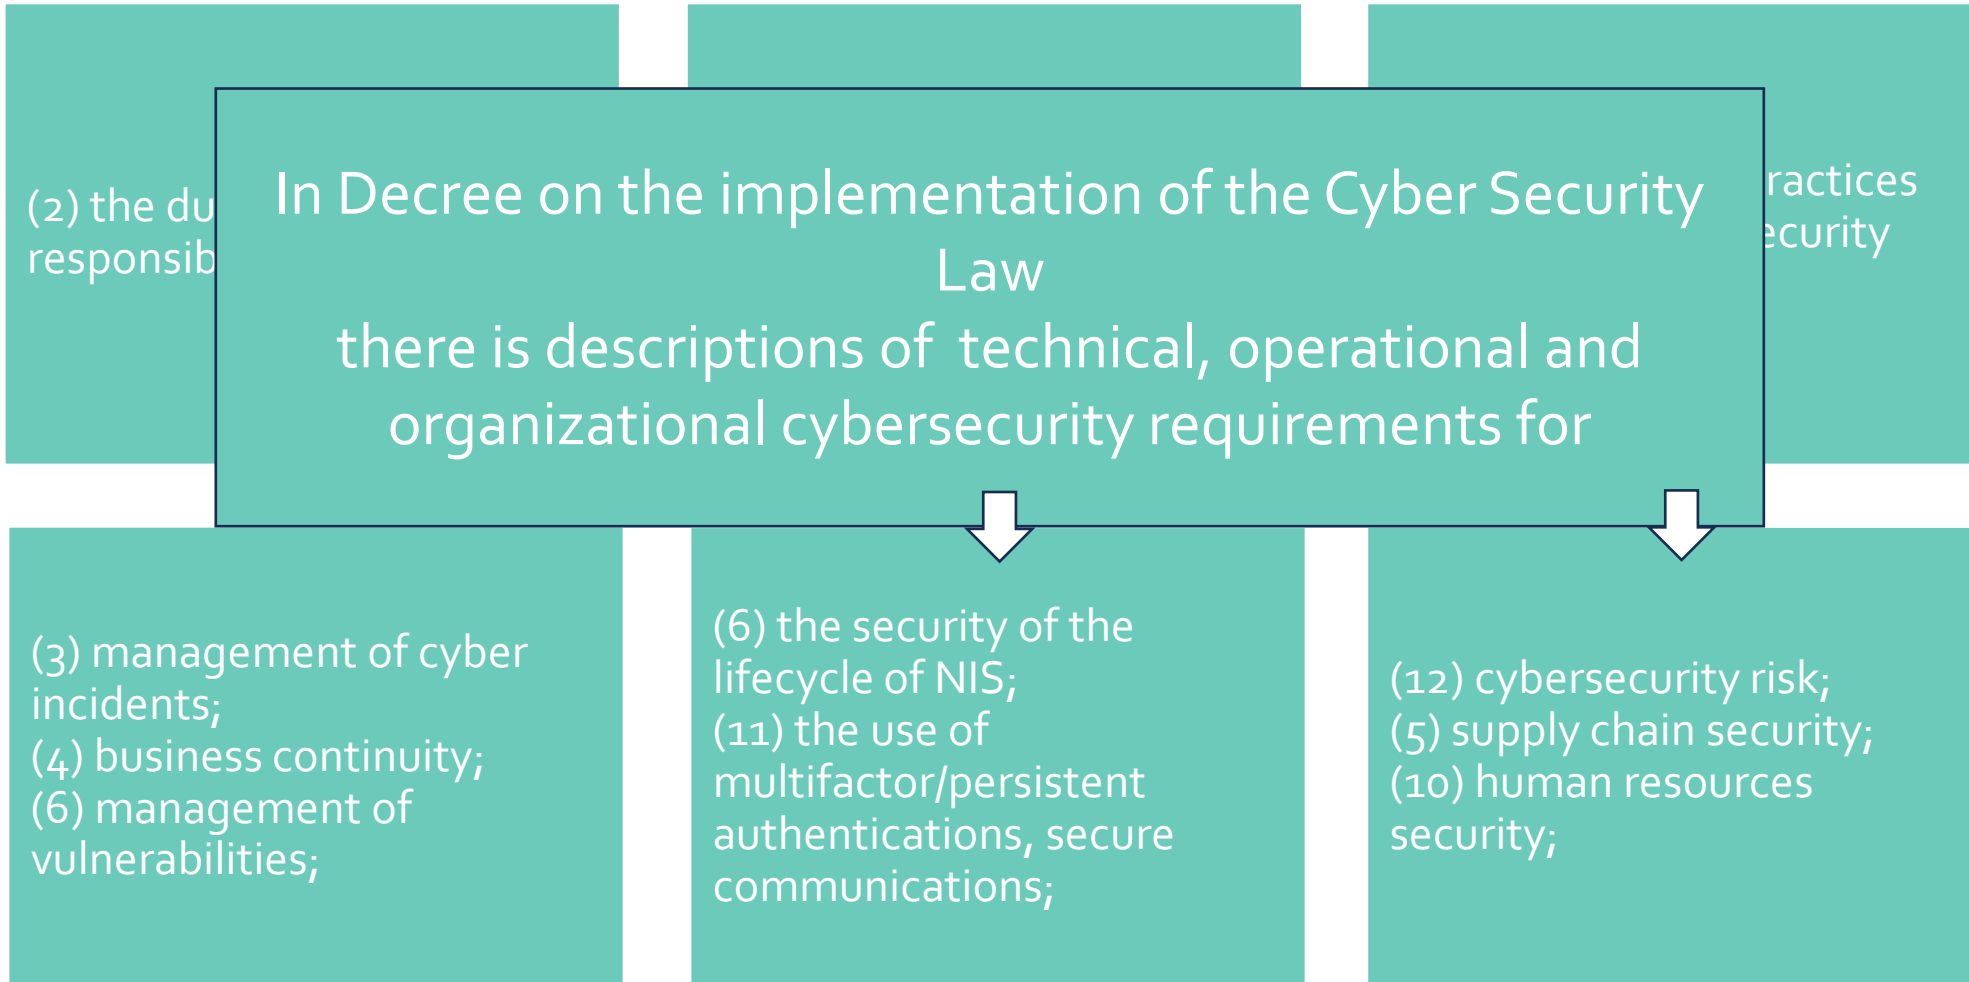 (2) the du
responsib
In Decree on the implementation of the Cyber Security
Law
there is descriptions of technical, operational and
organizational cybersecurity requirements for
ractices
ecurity
(3) management of cyber
incidents;
(4) business continuity;
(6) management of
vulnerabilities;
(6) the security of the
lifecycle of NIS;
(11) the use of
multifactor/persistent
authentications, secure
communications;
(12) cybersecurity risk;
(5) supply chain security;
(10) human resources
security;